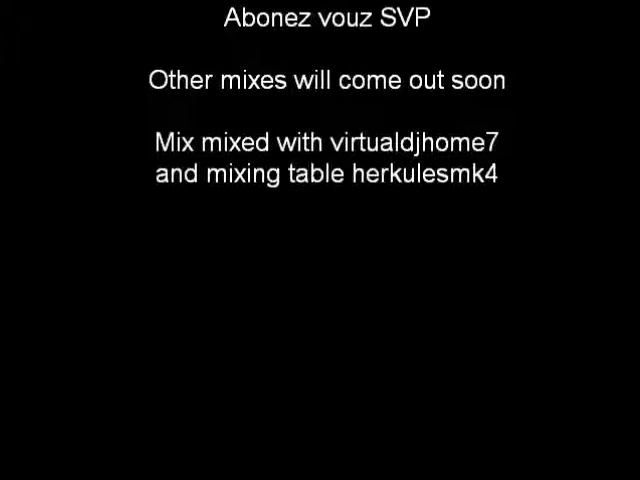 Abonez vouz SVP
Other mixes will come out soon
Mix mixed with virtualdjhome7
and mixing table herkulesmk4